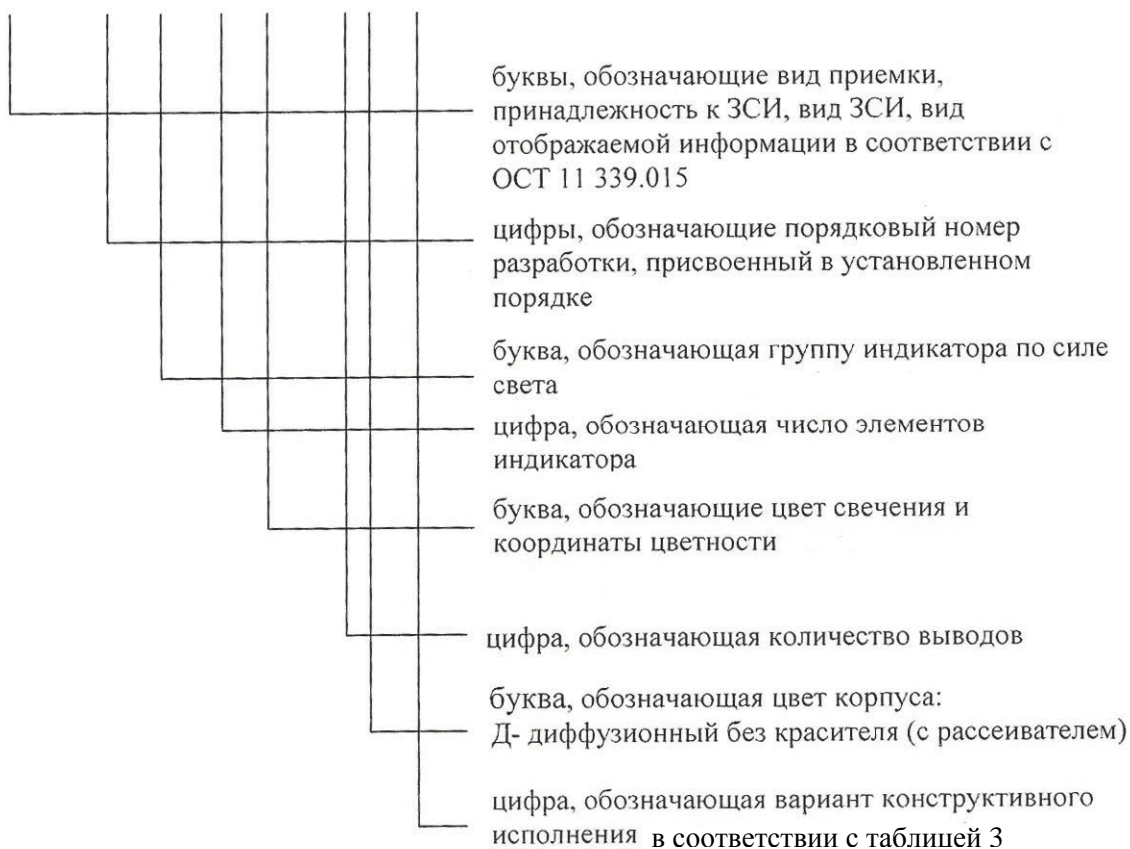 буквы, обозначающие вид приемки,
принадлежность к ЗСИ, вид ЗСИ, вид
отображаемой информации в соответствии с
ОСТ 11 339.015
цифры, обозначающие порядковый номер
разработки, присвоенный в установленном
порядке
буква, обозначающая группу индикатора по силе
света
цифра, обозначающая число элементов
индикатора
буква, обозначающие цвет свечения и
координаты цветности
цифра, обозначающая количество выводов
буква, обозначающая цвет корпуса:
Д- диффузионный без красителя (с рассеивателем)
цифра, обозначающая вариант конструктивного
исполнения в соответствии с таблицей 3